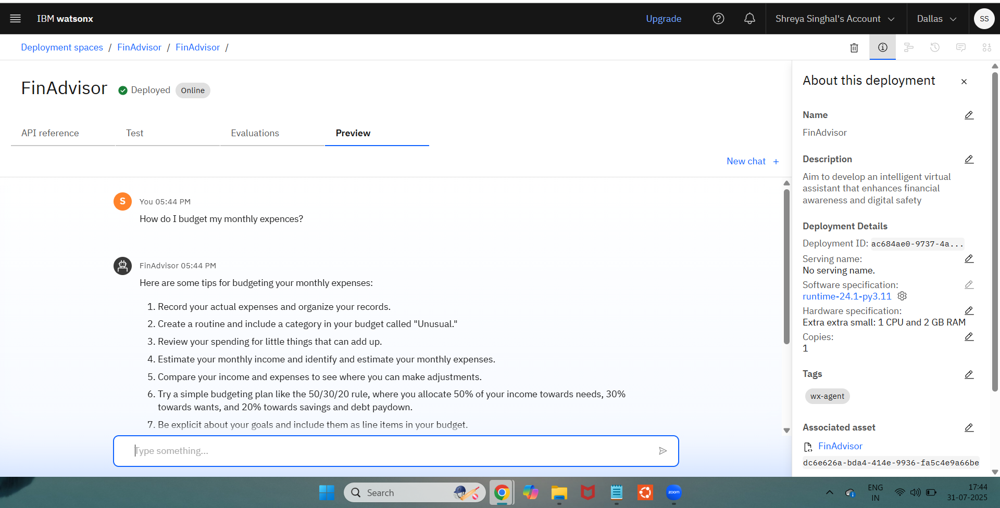 IBM watsonx
Upgrade
Shreya Singhal's Account
Dallas
SS
Deployment spaces / FinAdvisor / FinAdvisor /
FinAdvisor
Deployed
Online
API reference
Test
Evaluations
Preview
New chat +
S
You 05:44 PM
How do I budget my monthly expences?
FinAdvisor 05:44 PM
Here are some tips for budgeting your monthly expenses:
1. Record your actual expenses and organize your records.
2. Create a routine and include a category in your budget called "Unusual."
3. Review your spending for little things that can add up.
4. Estimate your monthly income and identify and estimate your monthly expenses.
5. Compare your income and expenses to see where you can make adjustments.
6. Try a simple budgeting plan like the 50/30/20 rule, where you allocate 50% of your income towards needs, 30%
towards wants, and 20% towards savings and debt paydown.
7. Be explicit about your goals and include them as line items in your budget.
Type something...
About this deployment
Name
FinAdvisor
Description
Aim to develop an intelligent virtual
assistant that enhances financial
awareness and digital safety
Deployment Details
Deployment ID: ac684ae0-9737-4a...
Serving name:
No serving name.
Software specification:
runtime-24.1-py3.11
Hardware specification:
Extra extra small: 1 CPU and 2 GB RAM
Copies:
1
Tags
wx-agent
Associated asset
FinAdvisor
dc6e626a-bda4-414e-9936-fa5c4e9a66be
Search
zoom
ENG
IN
17:44
31-07-2025